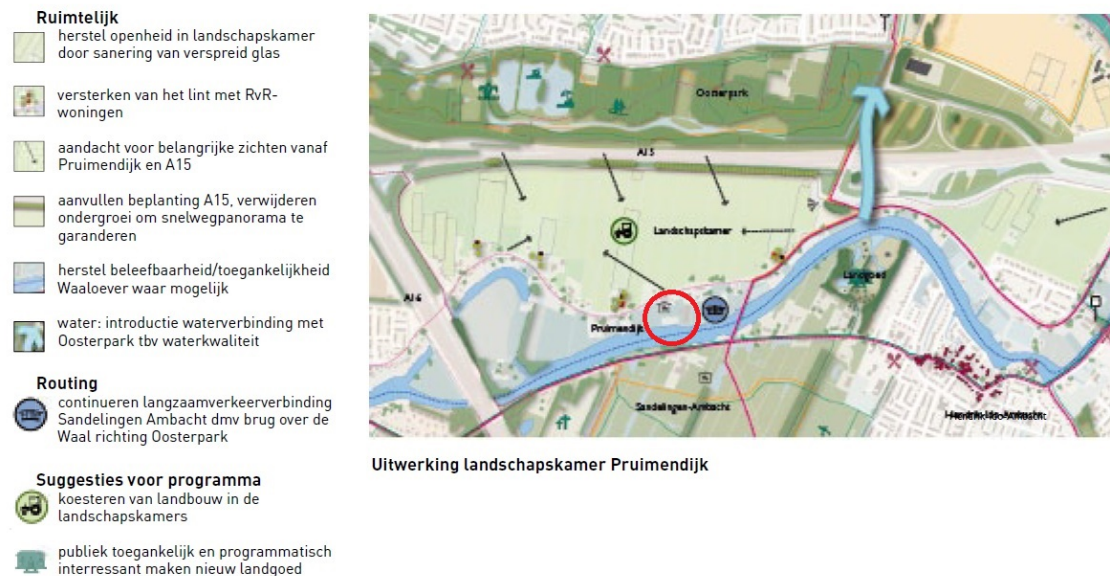 Ruimtelijk
herstel openheid in landschapskamer
door sanering van verspreid glas
versterken van het lint met RvR-
woningen
aandacht voor belangrijke zichten vanaf
Pruimendijk en A15
aanvullen beplanting A15, verwijderen
ondergroei om snelwegpanorama te
garanderen
herstel beleefbaarheid/toegankelijkheid
Waaloever waar mogelijk
water: introductie waterverbinding met
Oosterpark tbv waterkwaliteit
Routing
continueren langzaamverkeerverbinding
Sandelingen Ambacht dmv brug over de
Waal richting Oosterpark
Suggesties voor programma
koesteren van landbouw in de
landschapskamers
publiek toegankelijk en programmatisch
interressant maken nieuw landgoed
Oosterpark
A15
Landschapskamer
Landgoed
A16
Pruimendijk
Sandelingen-Ambacht
Hendrik-Ido-Ambacht
Uitwerking landschapskamer Pruimendijk